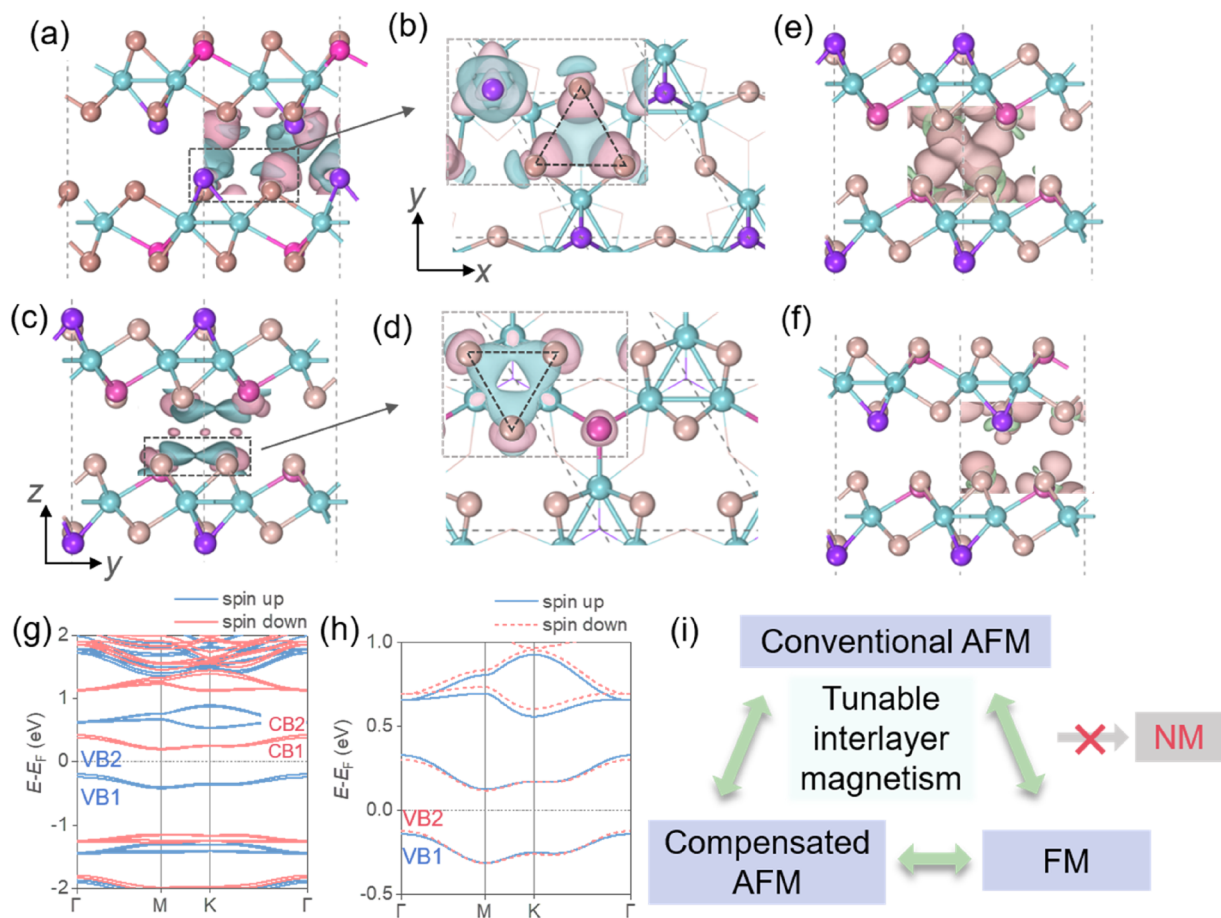 (a)
(b)
(e)
y
x
(c)
(d)
(f)
z
y
spin up
spin down
(g)
2
1
0
-1
-2
E-E_F (eV)
CB2
CB1
VB2
VB1
Γ M K Γ
spin up
spin down
(h)
1.0
0.5
0.0
-0.5
E-E_F (eV)
VB2
VB1
Γ M K Γ
(i)
Conventional AFM
Tunable
interlayer
magnetism
NM
Compensated
AFM
FM